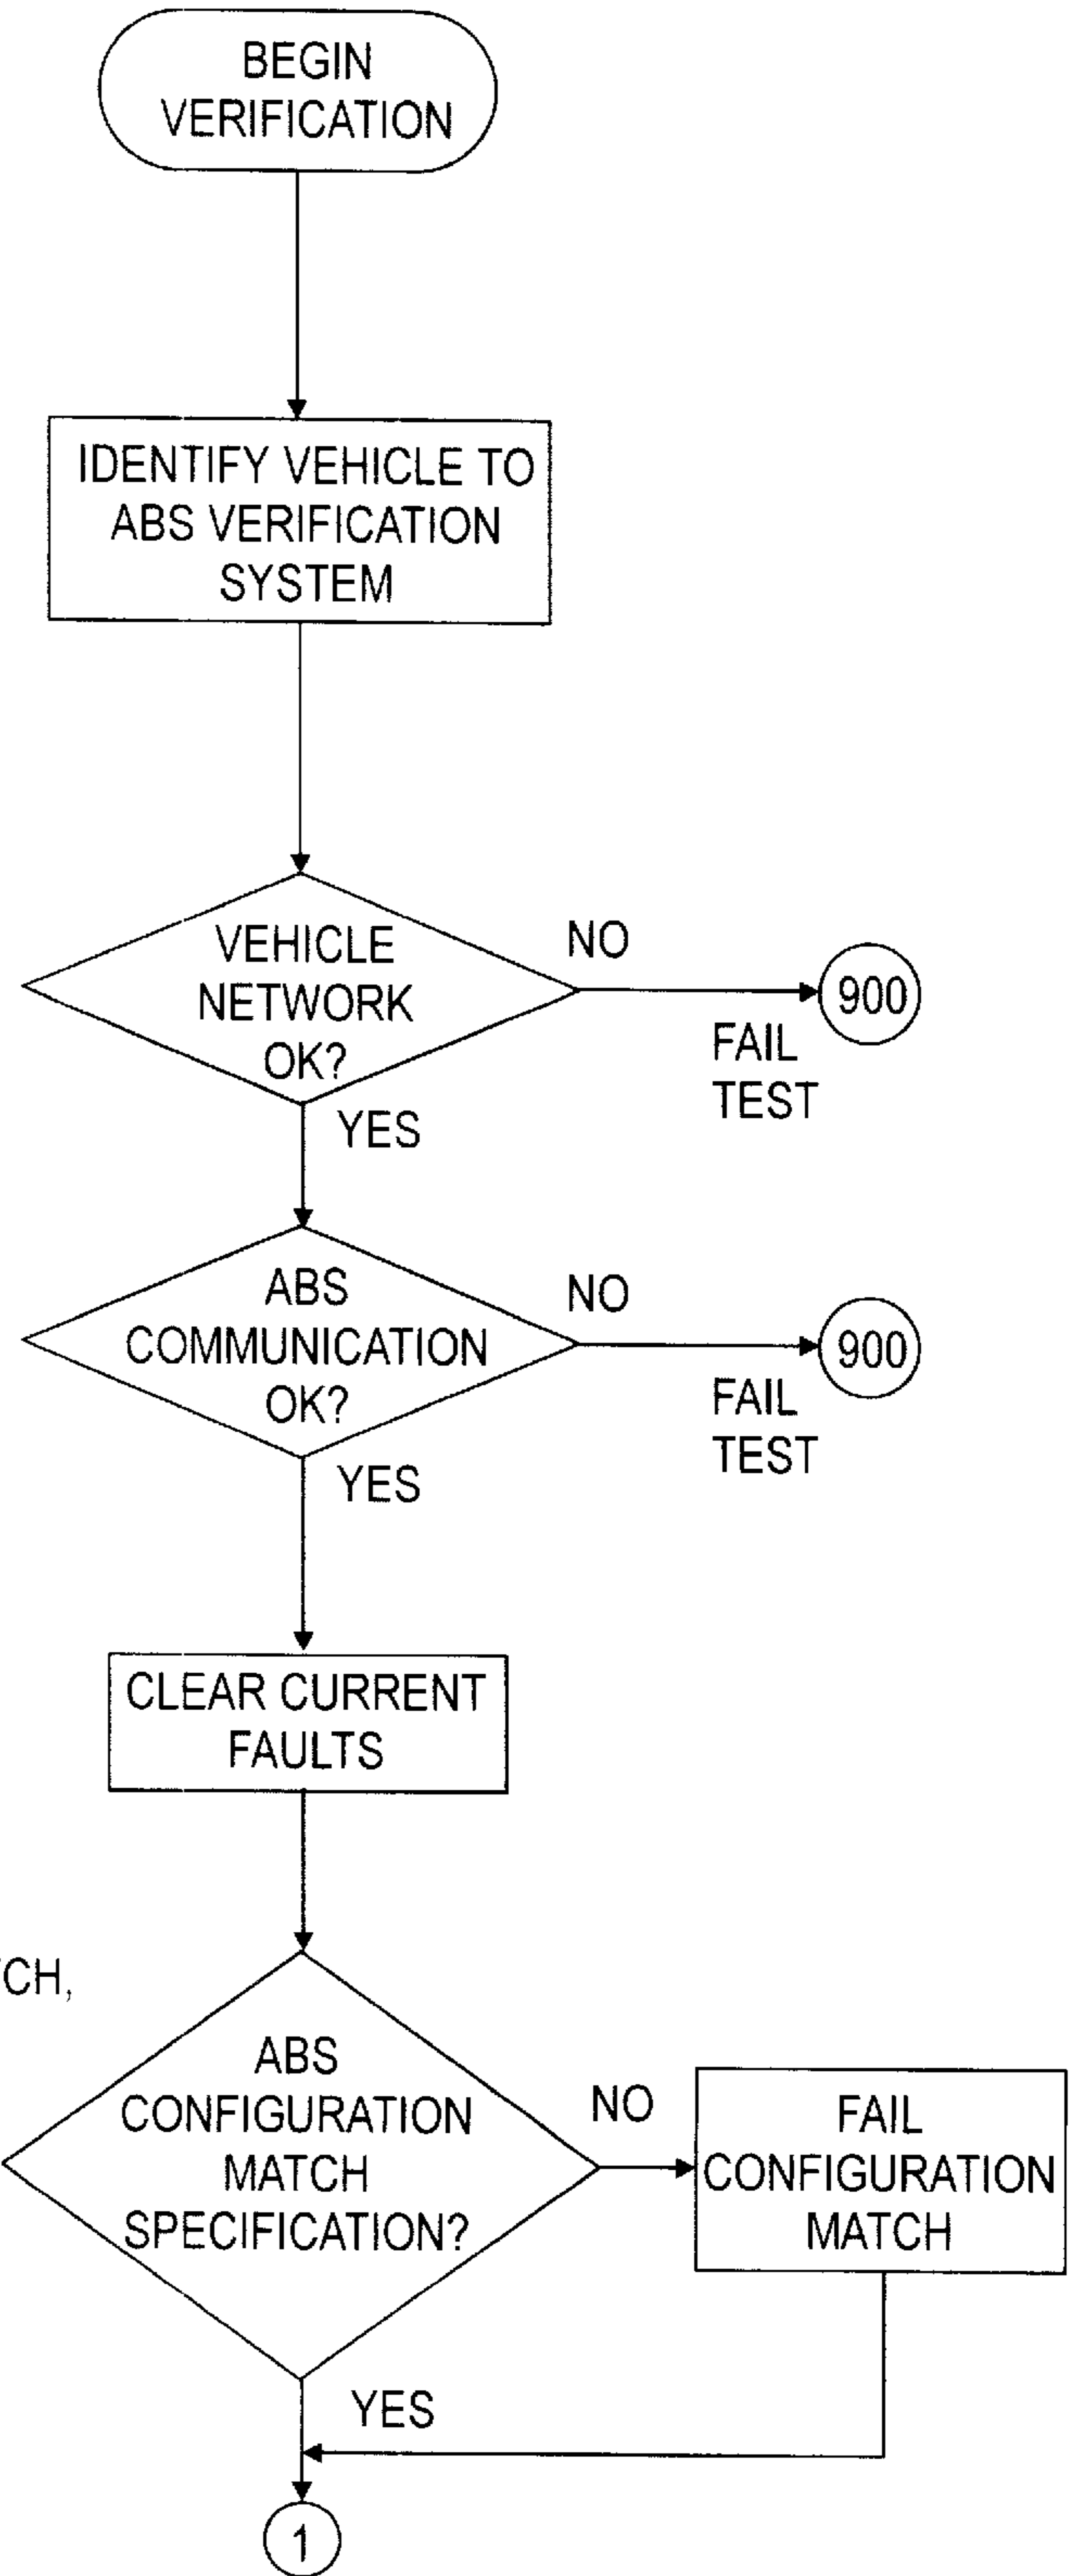 BEGIN
VERIFICATION
IDENTIFY VEHICLE TO
ABS VERIFICATION
SYSTEM
VEHICLE
NETWORK
OK?
NO
900
FAIL
TEST
YES
ABS
COMMUNICATION
OK?
NO
900
FAIL
TEST
YES
CLEAR CURRENT
FAULTS
TCH,
ABS
CONFIGURATION
MATCH
SPECIFICATION?
NO
FAIL
CONFIGURATION
MATCH
YES
1